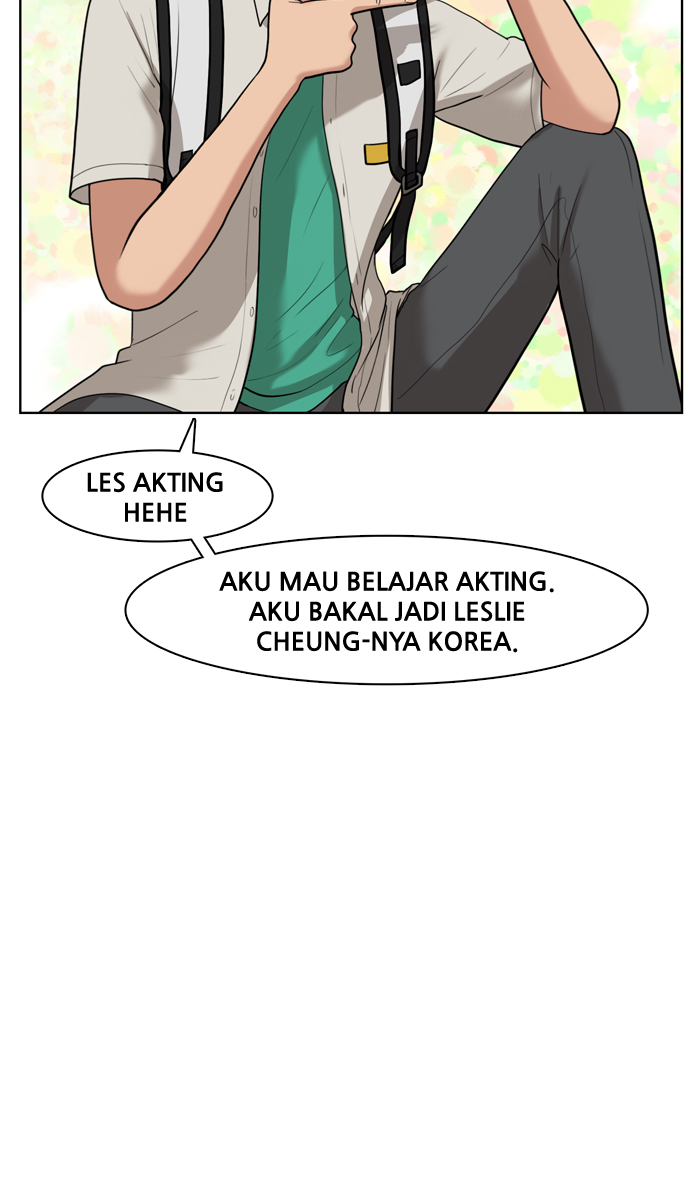 LES AKTING
HEHE
AKU MAU BELAJAR AKTING.
AKU BAKAL JADI LESLIE
CHEUNG-NYA KOREA.